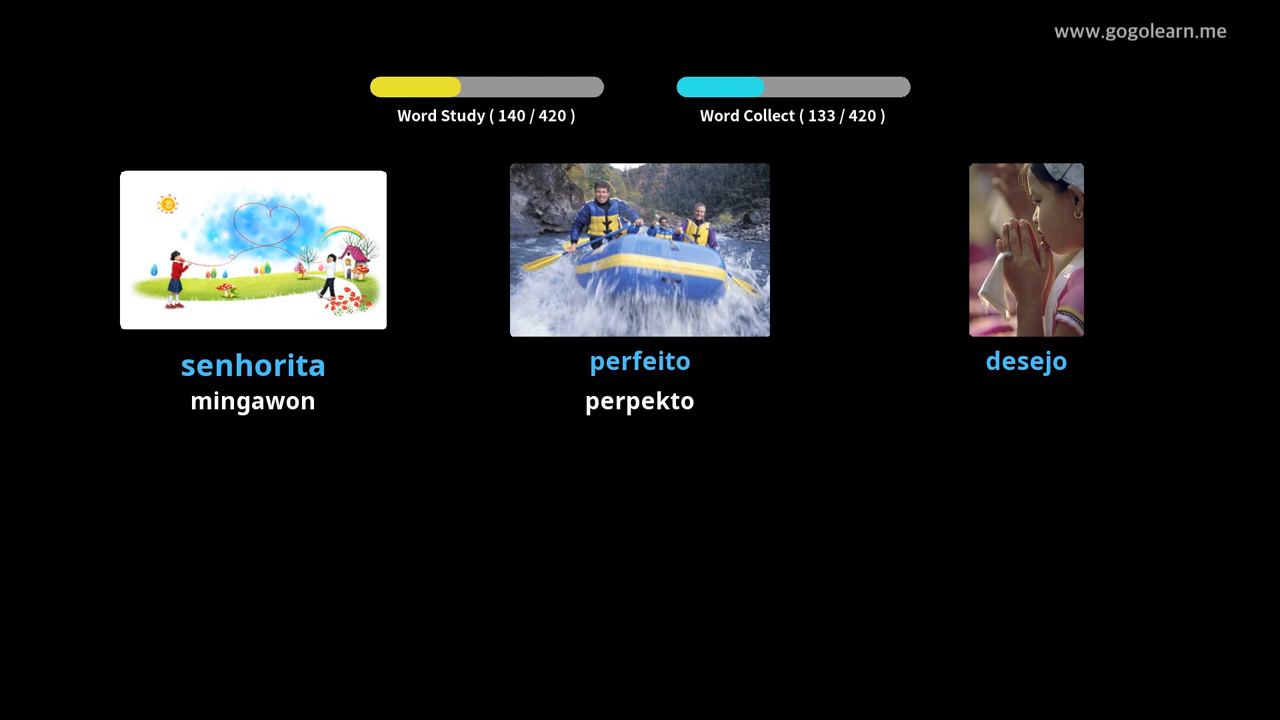 www.gogolearn.me
Word Study ( 140 / 420 )
Word Collect ( 133 / 420 )
senhorita
mingawon
perfeito
perpekto
desejo